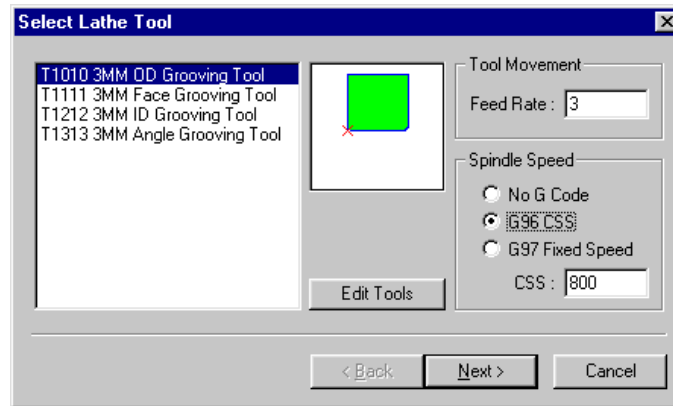 Select Lathe Tool
T1010 3MM OD Grooving Tool
T1111 3MM Face Grooving Tool
T1212 3MM ID Grooving Tool
T1313 3MM Angle Grooving Tool
Edit Tools
Tool Movement
Feed Rate : 3
Spindle Speed
No G Code
G96 CSS
G97 Fixed Speed
CSS : 800
< Back
Next >
Cancel